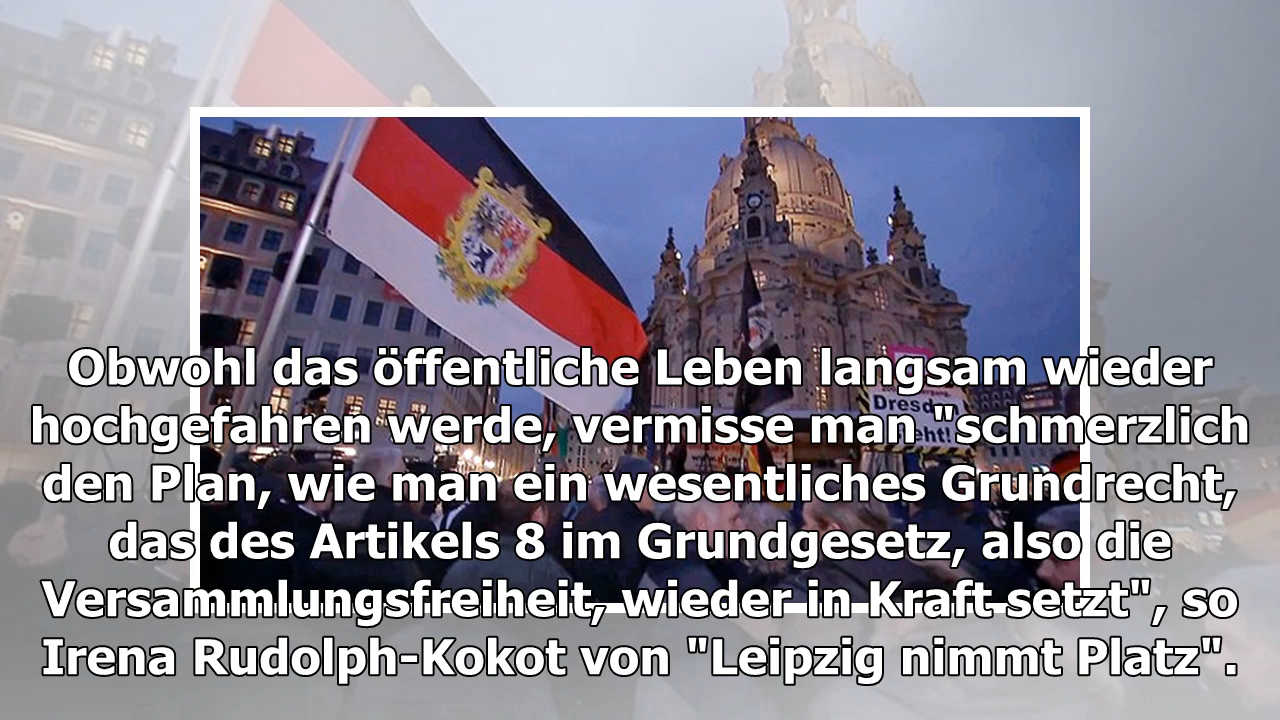 Obwohl das öffentliche Leben langsam wieder
hochgefahren werde, vermisse man "schmerzlich
den Plan, wie man ein wesentliches Grundrecht,
das des Artikels 8 im Grundgesetz, also die
Versammlungsfreiheit, wieder in Kraft setzt", so
Irena Rudolph-Kokot von "Leipzig nimmt Platz".